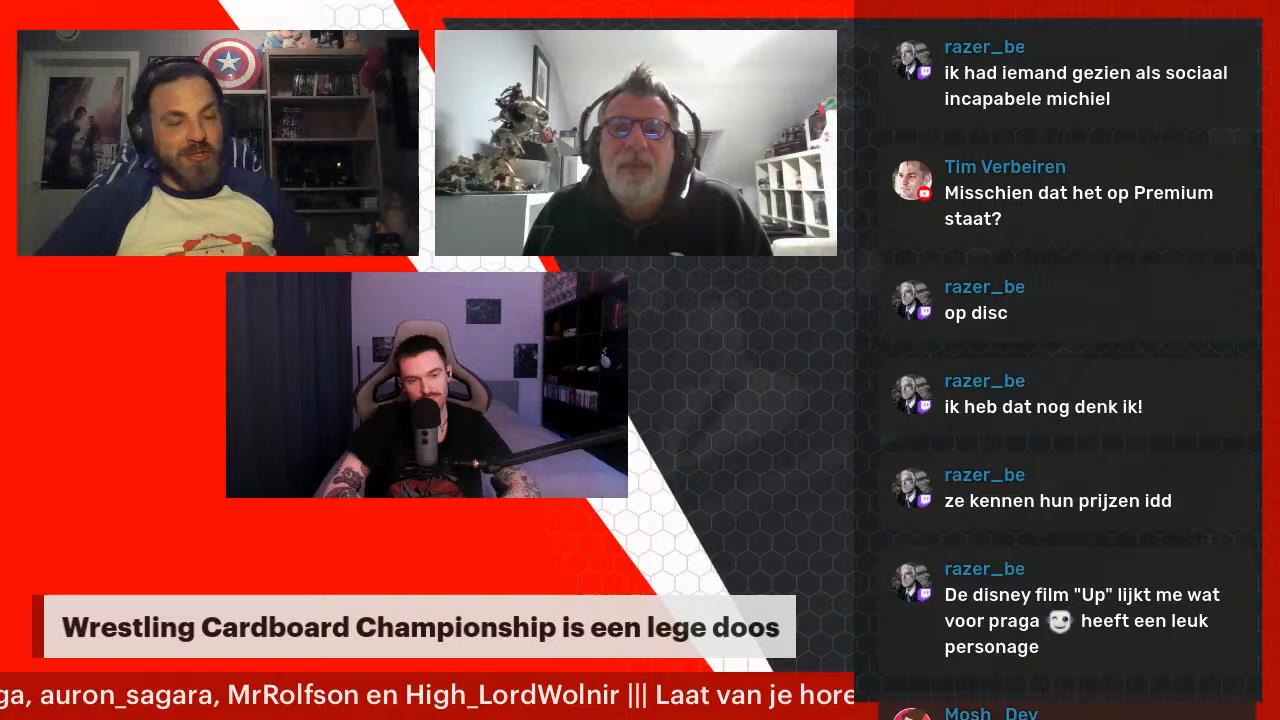 razer_be
ik had iemand gezien als sociaal
incapabele michiel
Tim Verbeiren
Misschien dat het op Premium
staat?
razer_be
op disc
razer_be
ik heb dat nog denk ik!
razer_be
ze kennen hun prijzen idd
razer_be
De disney film "Up" lijkt me wat
voor praga heeft een leuk
personage
Mosh_Dev
Wrestling Cardboard Championship is een lege doos
ga, auron_sagara, MrRolfson en High_LordWolnir ||| Laat van je hore